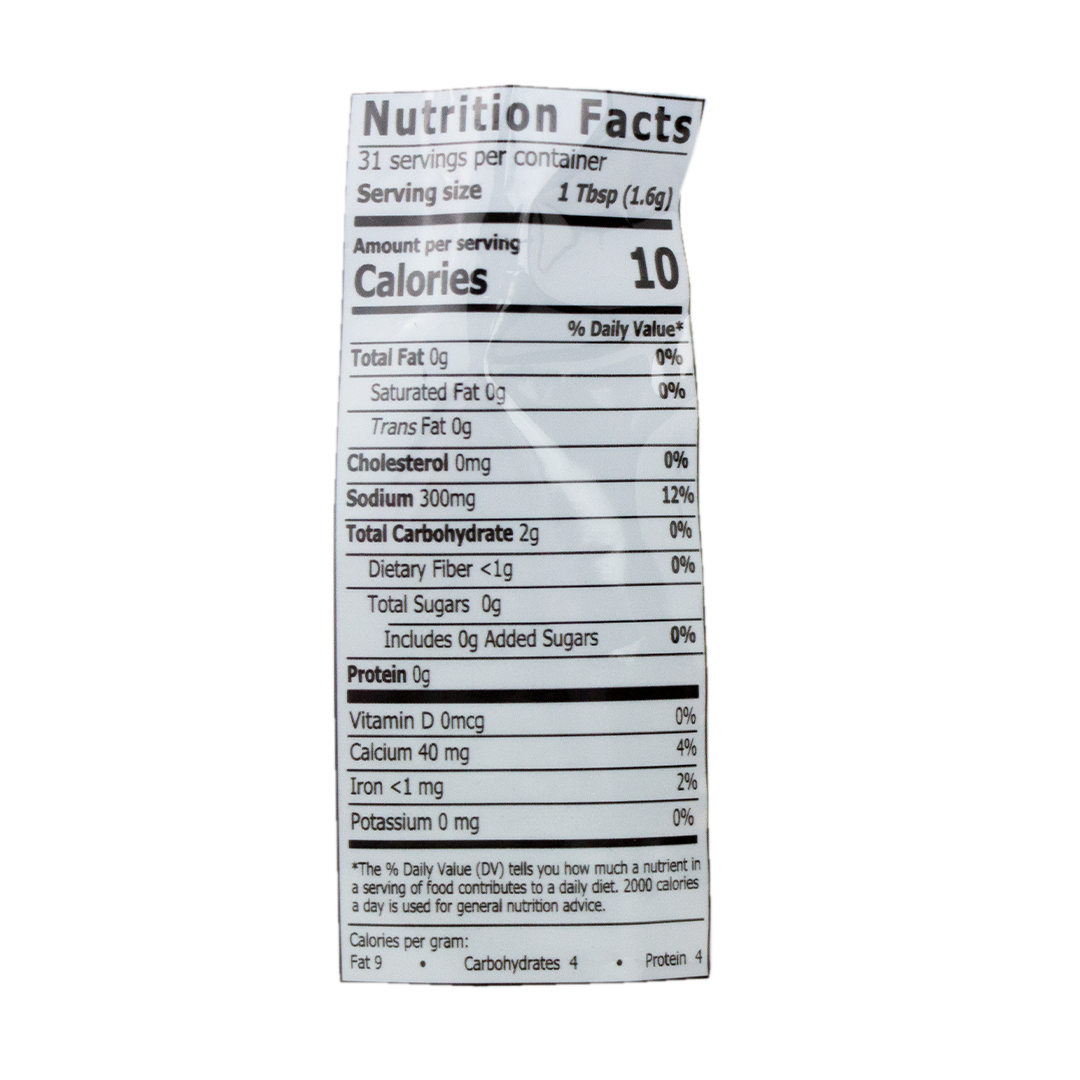 Nutrition Facts
31 servings per container
Serving size 1 Tbsp (1.6g)
Amount per serving
Calories 10
% Daily Value*
Total Fat 0g 0%
Saturated Fat 0g 0%
Trans Fat 0g
Cholesterol 0mg 0%
Sodium 300mg 12%
Total Carbohydrate 2g 0%
Dietary Fiber <1g 0%
Total Sugars 0g
Includes 0g Added Sugars 0%
Protein 0g
Vitamin D 0mcg 0%
Calcium 40 mg 4%
Iron <1 mg 2%
Potassium 0 mg 0%
*The % Daily Value (DV) tells you how much a nutrient in
a serving of food contributes to a daily diet. 2000 calories
a day is used for general nutrition advice.
Calories per gram:
Fat 9 • Carbohydrates 4 • Protein 4